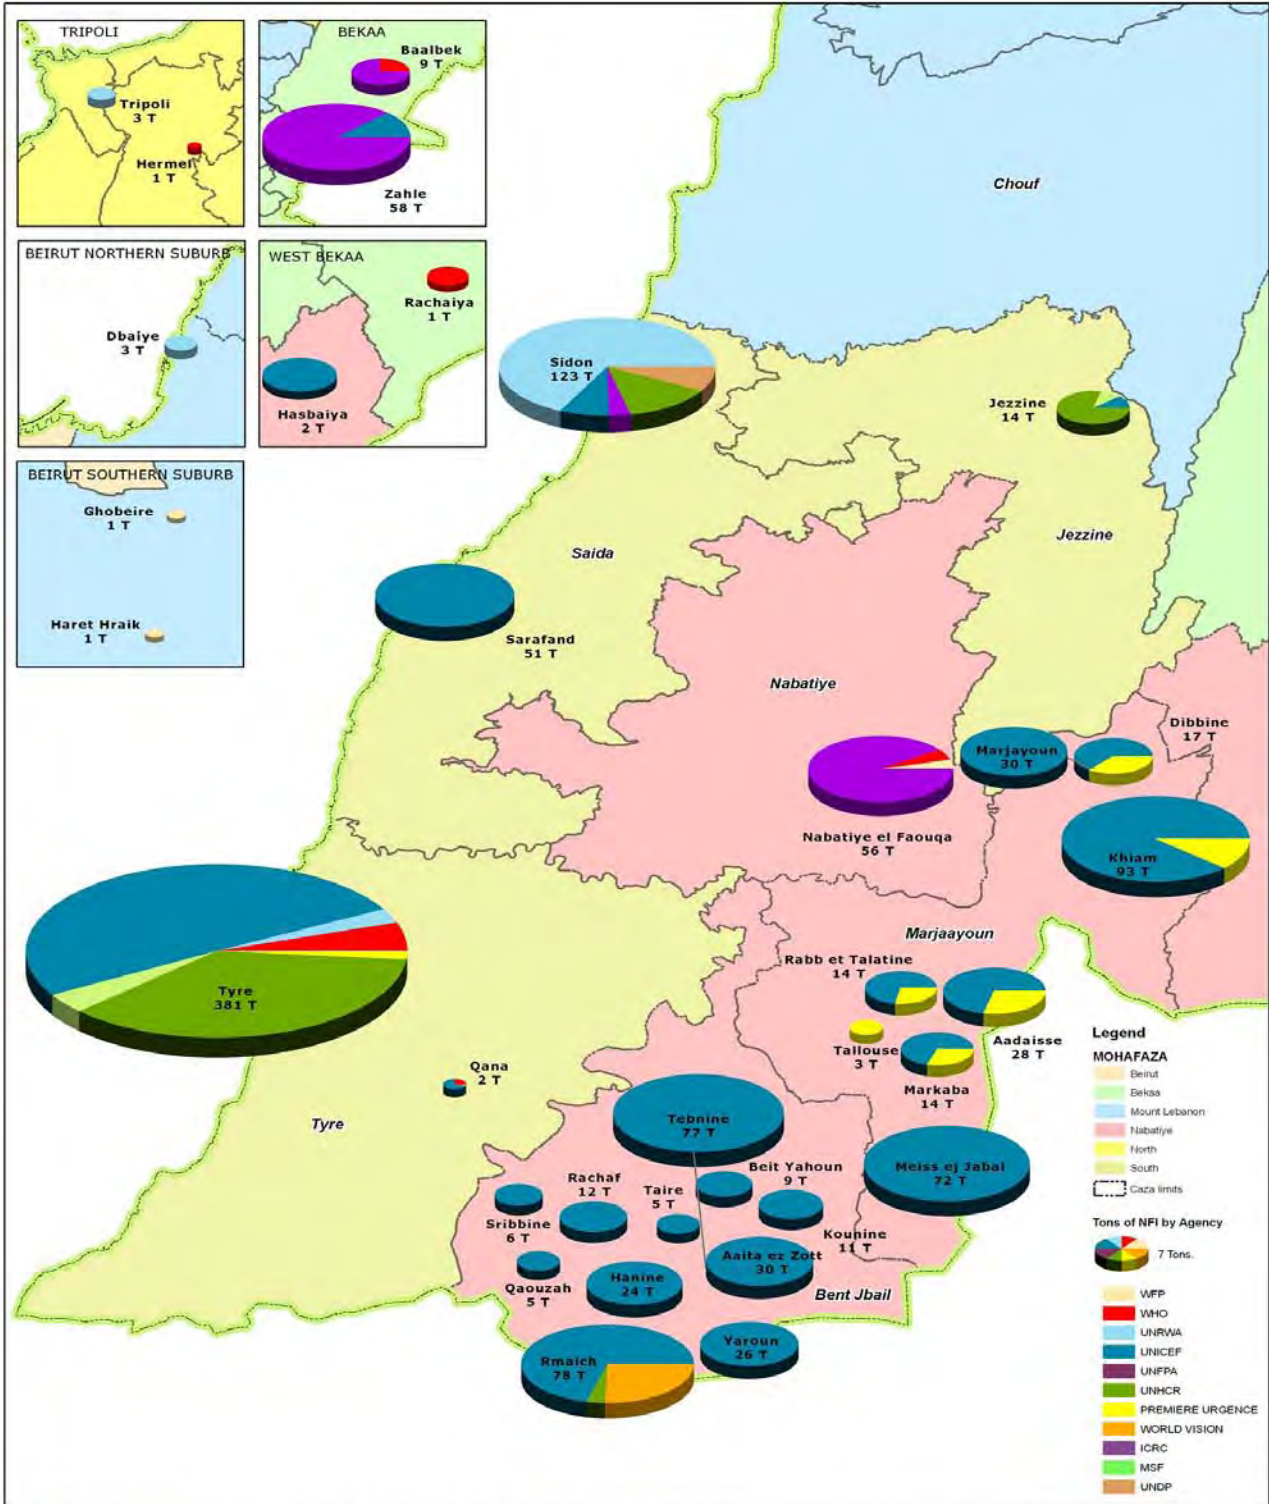 TRIPOLI
Tripoli
3 T
Hermel
1 T
BEKAA
Baalbek
9 T
Zahle
58 T
BEIRUT NORTHERN SUBURB
Dbaiye
3 T
WEST BEKAA
Rachaiya
1 T
Hasbaiya
2 T
BEIRUT SOUTHERN SUBURB
Ghobeire
1 T
Haret Hraik
1 T
Chouf
Sidon
123 T
Jezzine
14 T
Saida
Jezzine
Sarafand
51 T
Nabatiye
Dibbine
17 T
Marjayoun
30 T
Nabatiye el Faouqa
56 T
Khiam
93 T
Marjaayoun
Rabb et Talatine
14 T
Tyre
381 T
Aadaisse
28 T
Tallouse
3 T
Markaba
14 T
Qana
2 T
Tyre
Tebnine
77 T
Meiss ej Jabal
72 T
Beit Yahoun
9 T
Rachaf
12 T
Taire
5 T
Sribbine
6 T
Kounine
11 T
Aaita ez Zott
30 T
Qaouzah
5 T
Hanine
24 T
Bent Jbail
Yaroun
26 T
Rmaich
78 T
Legend
MOHAFAZA
Beirut
Bekaa
Mount Lebanon
Nabatiye
North
South
Caza limits
Tons of NFI by Agency
7 Tons.
WFP
WHO
UNRWA
UNICEF
UNFPA
UNHCR
PREMIERE URGENCE
WORLD VISION
ICRC
MSF
UNDP